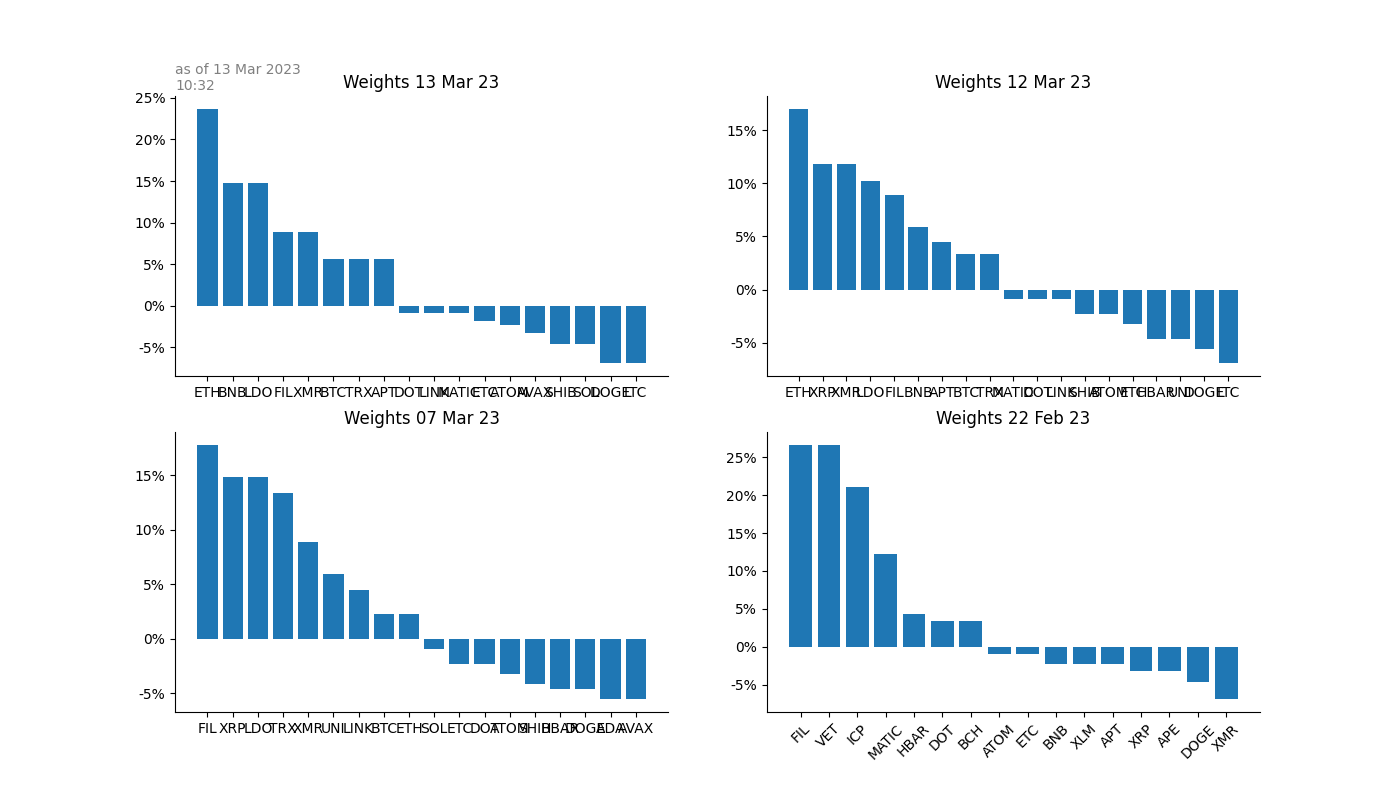 as of 13 Mar 2023
10:32
Weights 13 Mar 23
25%
20%
15%
10%
5%
0%
-5%
ETH BNB LDO FIL XMR BTC TRX APT DOT LINK MATIC ETC ATOM AVAX SHIB SOL DOGE LTC
Weights 12 Mar 23
15%
10%
5%
0%
-5%
ETH XRP XMR LDO FIL BNB APT BTC TRX MATIC DOT LINK SHIB ATOM ETC HBAR UNI DOGE LTC
Weights 07 Mar 23
15%
10%
5%
0%
-5%
FIL XRP LDO TRX XMR UNI LINK BTC ETH SOL ETC DOT ATOM SHIB HBAR DOGE ADA AVAX
Weights 22 Feb 23
25%
20%
15%
10%
5%
0%
-5%
FIL VET ICP MATIC HBAR DOT BCH ATOM ETC BNB XLM APT XRP APE DOGE XMR